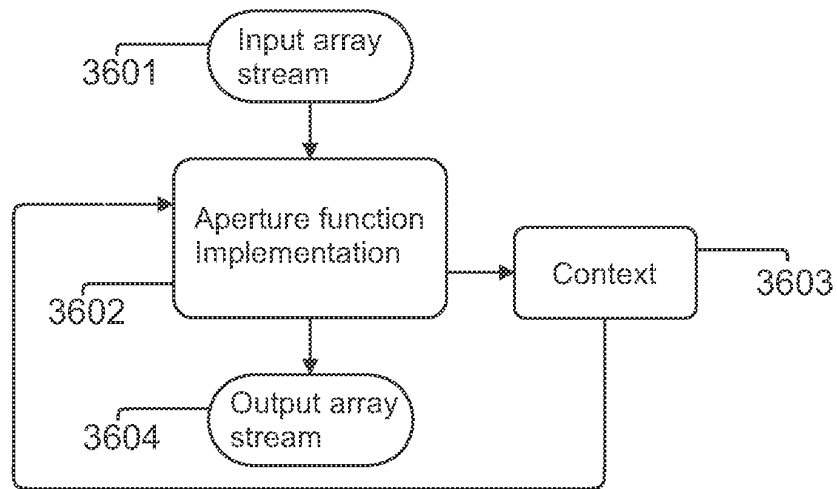 Input array
stream
3601
Aperture function
Implementation
3602
Context
3603
Output array
stream
3604